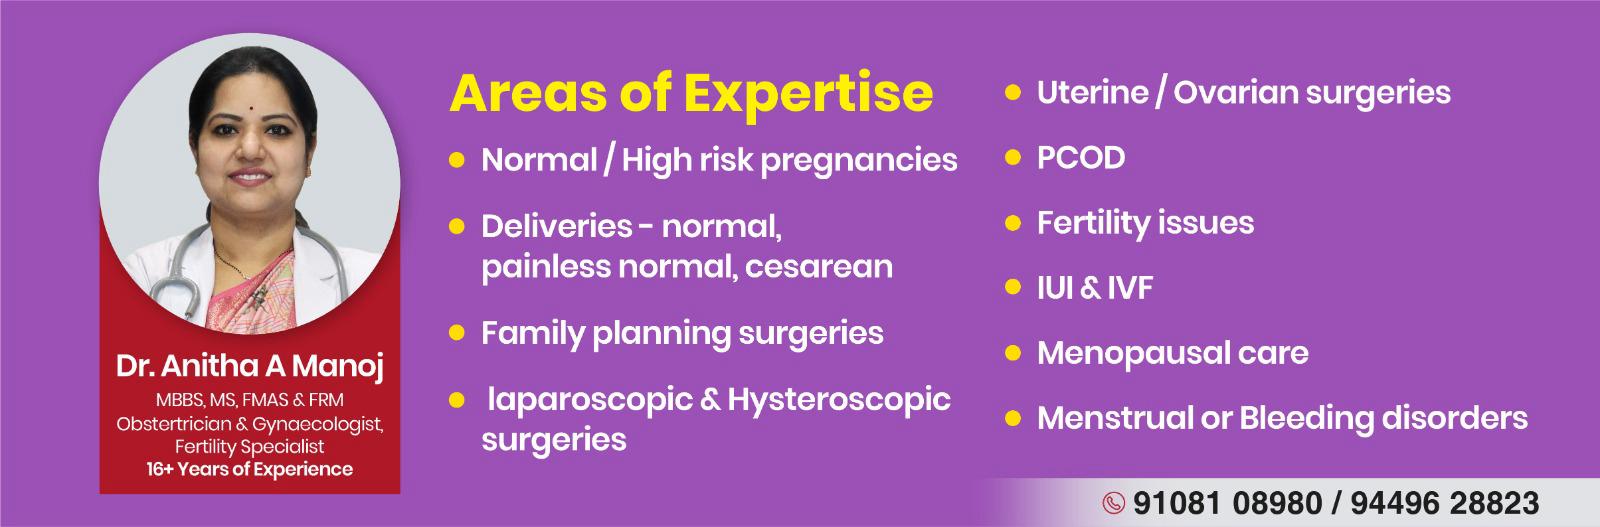 Dr. Anitha A Manoj
MBBS, MS, FMAS & FRM
Obstertrician & Gynaecologist,
Fertility Specialist
16+ Years of Experience
Areas of Expertise
Normal / High risk pregnancies
Deliveries - normal,
painless normal, cesarean
Family planning surgeries
laparoscopic & Hysteroscopic
surgeries
Uterine / Ovarian surgeries
PCOD
Fertility issues
IUI & IVF
Menopausal care
Menstrual or Bleeding disorders
91081 08980 / 94496 28823